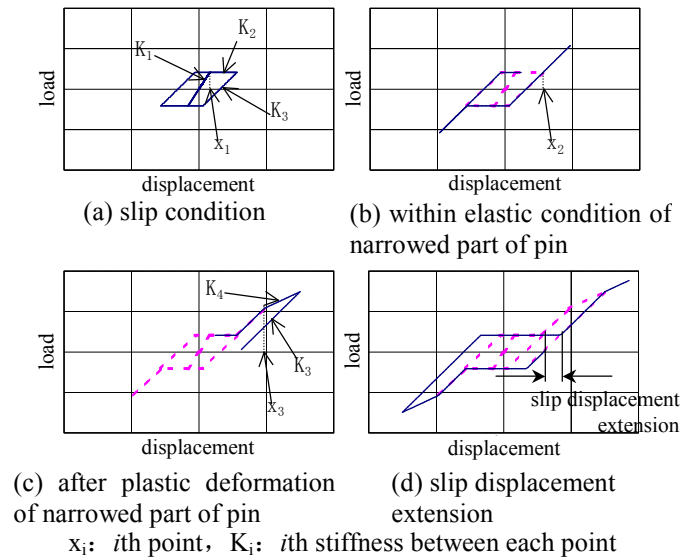 K1
K2
load
K3
x1
displacement
(a) slip condition
load
x2
displacement
(b) within elastic condition of
narrowed part of pin
K4
load
K3
x3
displacement
(c) after plastic deformation
of narrowed part of pin
load
slip displacement
extension
displacement
(d) slip displacement
extension
xi: ith point, Ki: ith stiffness between each point